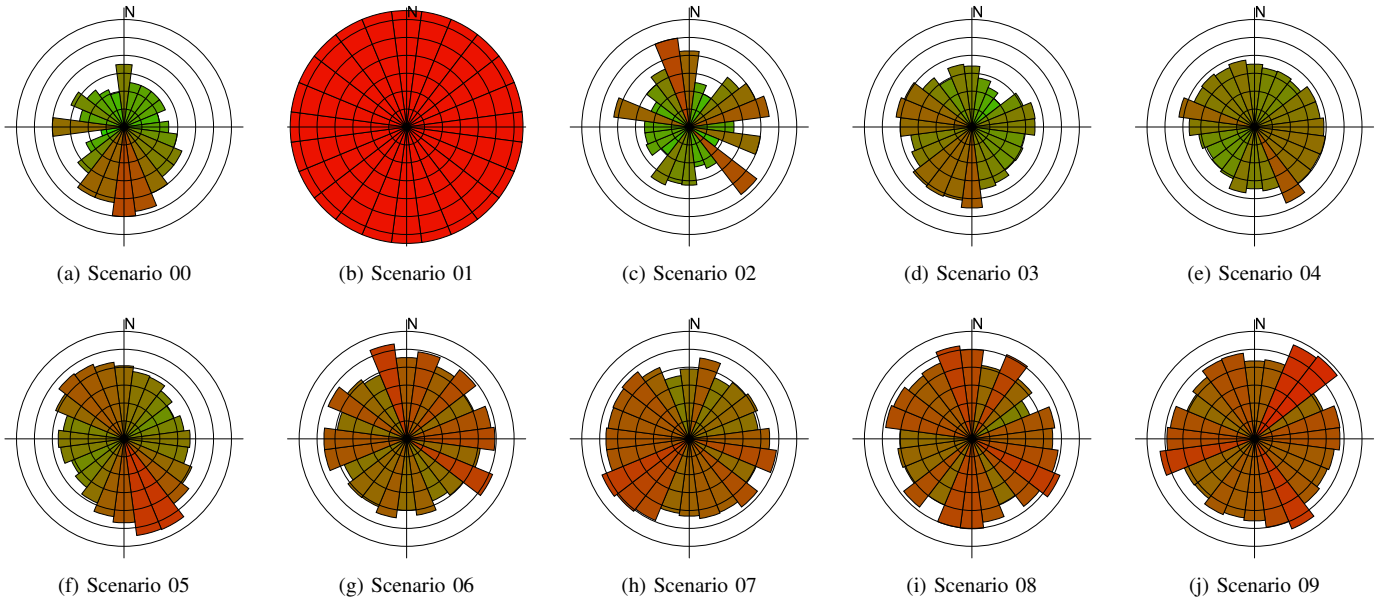 N N N N N
(a) Scenario 00 (b) Scenario 01 (c) Scenario 02 (d) Scenario 03 (e) Scenario 04
N N N N N
(f) Scenario 05 (g) Scenario 06 (h) Scenario 07 (i) Scenario 08 (j) Scenario 09